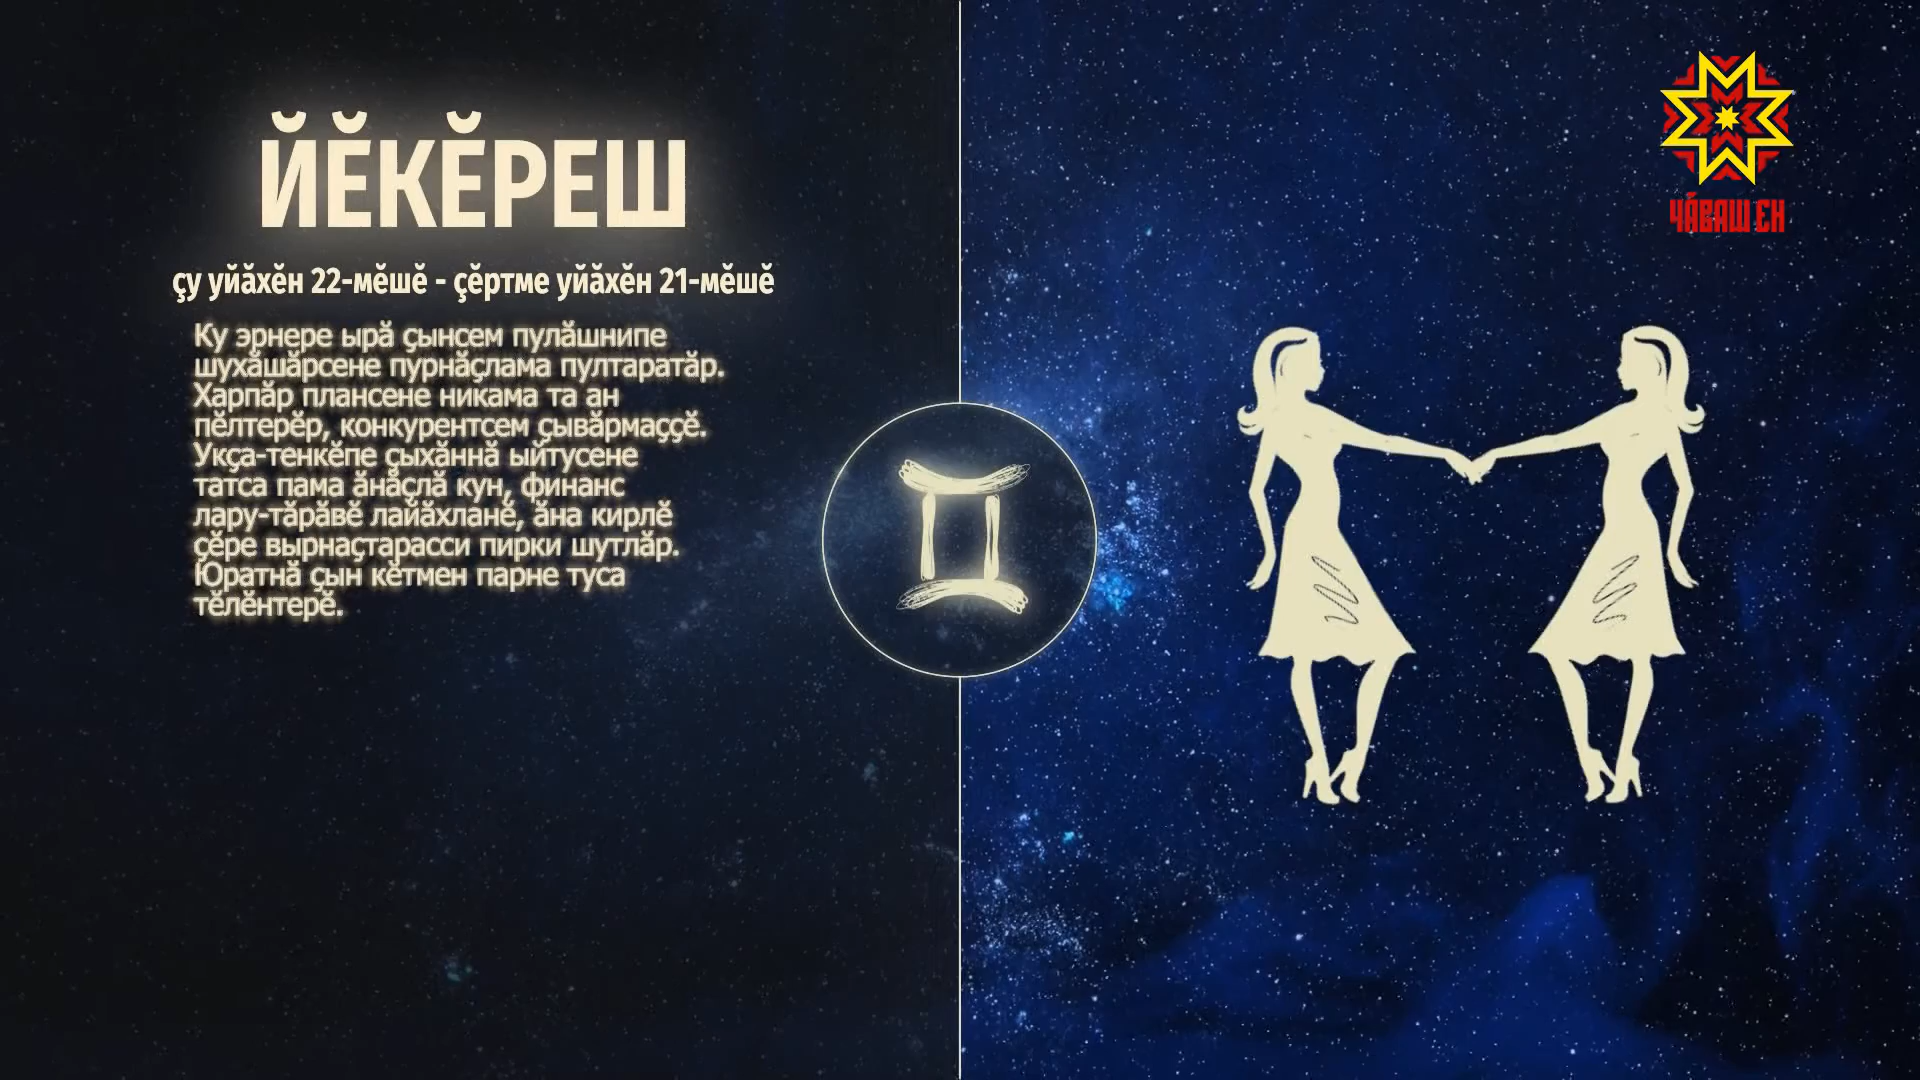 ЙӖКӖРЕШ
ҫу уйӑхӗн 22-мӗшӗ - ҫӗртме уйӑхӗн 21-мӗшӗ
Ку эрнере ырӑ ҫынсем пулӑшнипе
шухӑшӑрсене пурнӑҫлама пултаратӑр.
Харпӑр плансене никама та ан
пӗлтерӗр, конкурентсем ҫывӑрмаҫҫӗ.
Укҫа-тенкӗпе ҫыхӑннӑ ыйтусене
татса пама ӑнӑҫлӑ кун, финанс
лару-тӑрӑвӗ лайӑхланӗ, ӑна кирлӗ
ҫӗре вырнаҫтарасси пирки шутлӑр.
Юратнӑ ҫын кӗтмен парне туса
тӗлӗнтерӗ.
ЧӐВАШ ЕН